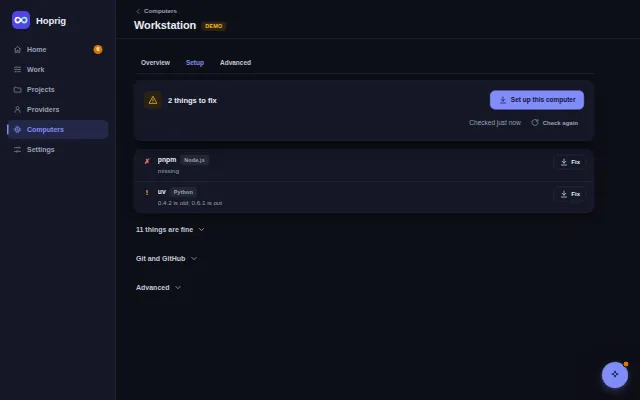 Hoprig
Home
6
Work
Projects
Providers
Computers
Settings
Computers
Workstation DEMO
Overview
Setup
Advanced
2 things to fix
Set up this computer
Checked just now
Check again
pnpm Node.js
missing
Fix
uv Python
0.4.2 is old; 0.6.1 is out
Fix
11 things are fine
Git and GitHub
Advanced